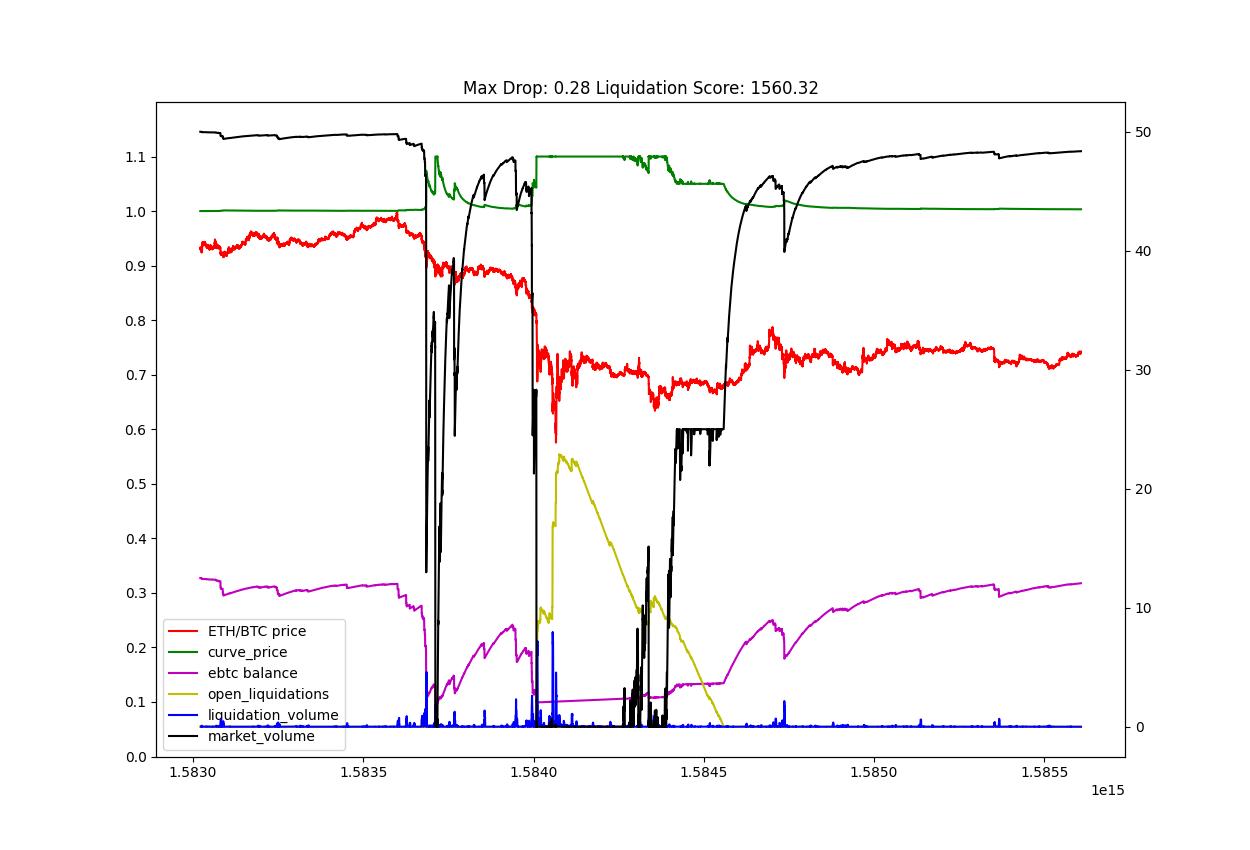 Max Drop: 0.28 Liquidation Score: 1560.32
1.1
1.0
0.9
0.8
0.7
0.6
0.5
0.4
0.3
0.2
0.1
0.0
50
40
30
20
10
0
ETH/BTC price
curve_price
ebtc balance
open_liquidations
liquidation_volume
market_volume
1.5830 1.5835 1.5840 1.5845 1.5850 1.5855
1e15